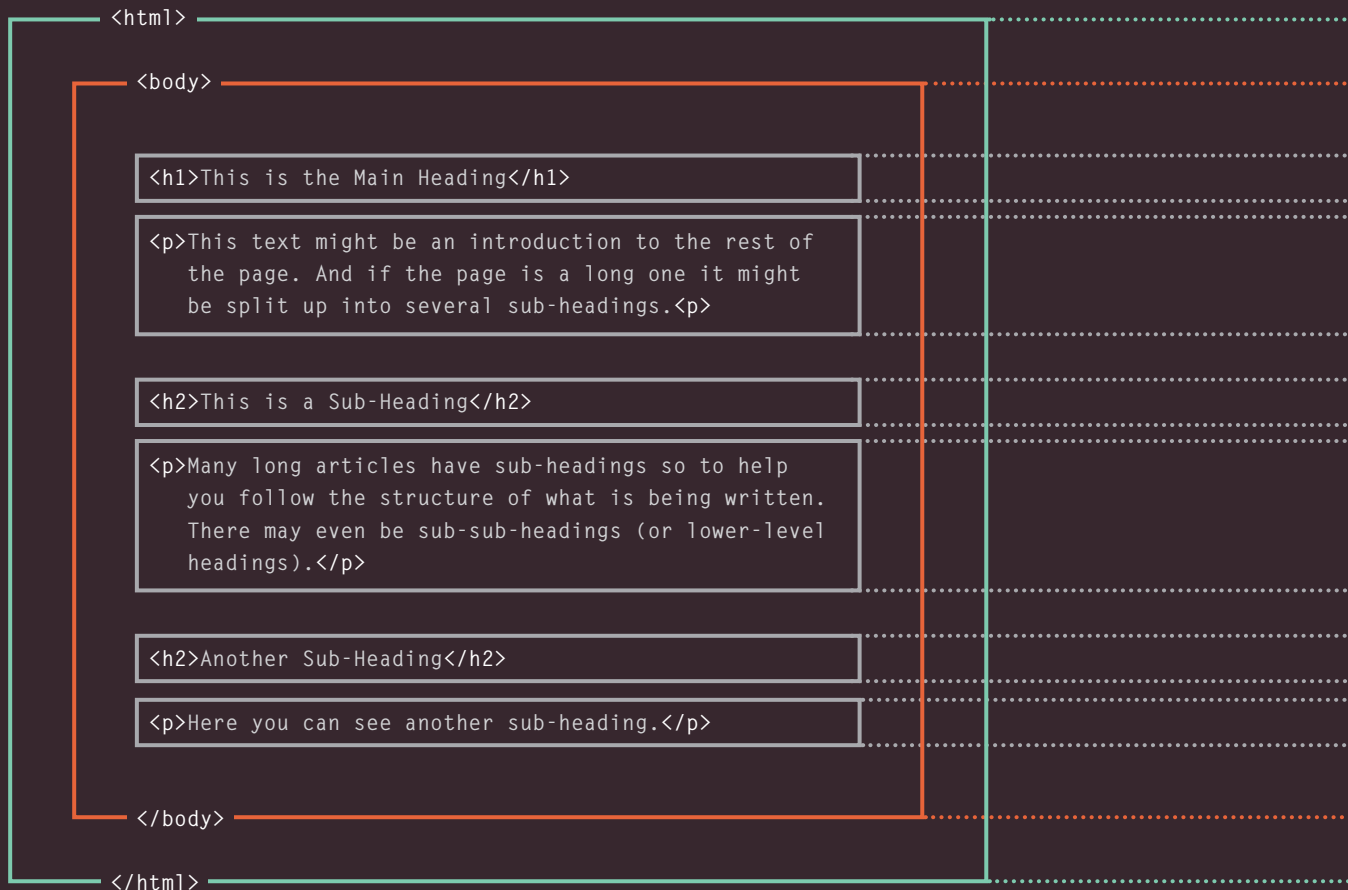 <html>
<body>
<h1>This is the Main Heading</h1>
<p>This text might be an introduction to the rest of
the page. And if the page is a long one it might
be split up into several sub-headings.<p>
<h2>This is a Sub-Heading</h2>
<p>Many long articles have sub-headings so to help
you follow the structure of what is being written.
There may even be sub-sub-headings (or lower-level
headings).</p>
<h2>Another Sub-Heading</h2>
<p>Here you can see another sub-heading.</p>
</body>
</html>